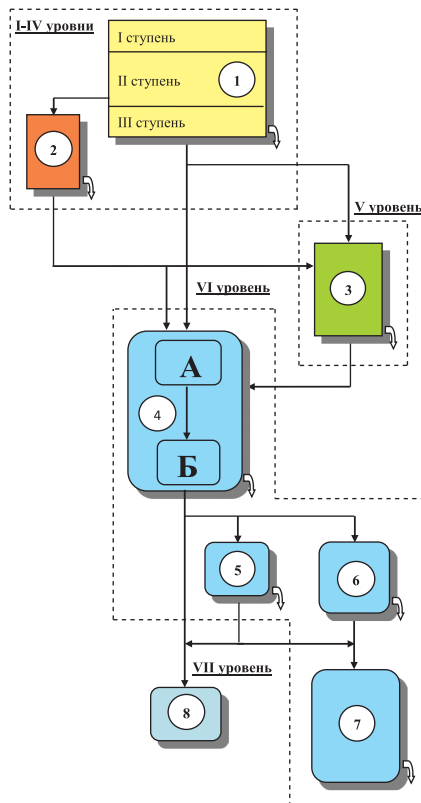 I-IV уровни
I ступень
II ступень
1
III ступень
2
V уровень
3
VI уровень
А
4
Б
5
6
VII уровень
8
7